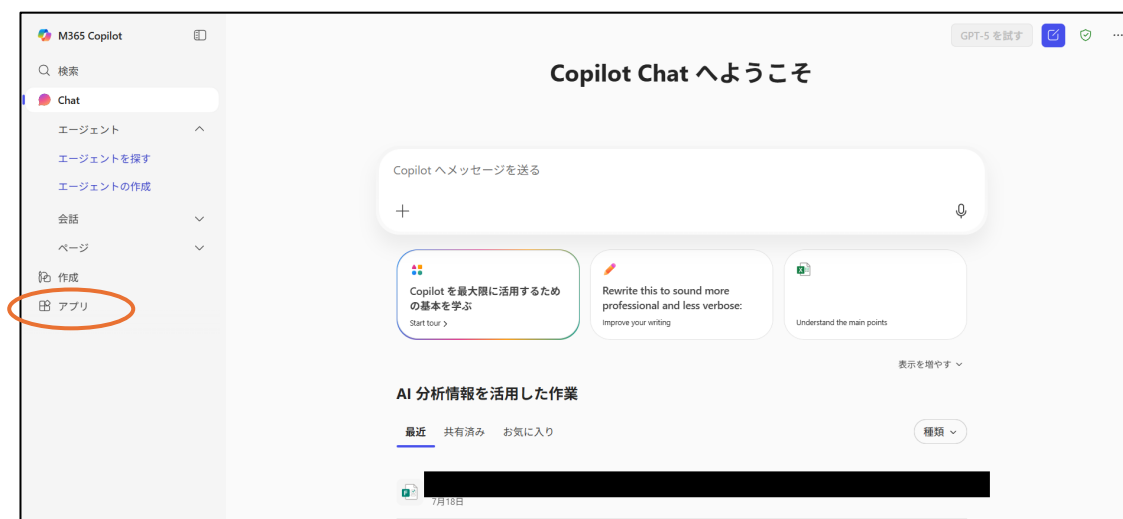 M365 Copilot
検索
Chat
エージェント
エージェントを探す
エージェントの作成
会話
ページ
作成
アプリ
GPT-5 を試す
Copilot Chat へようこそ
Copilot へメッセージを送る
Copilot を最大限に活用するため
の基本を学ぶ
Start tour >
Rewrite this to sound more
professional and less verbose:
Improve your writing
Understand the main points
表示を増やす
AI 分析情報を活用した作業
最近 共有済み お気に入り
種類
7月18日